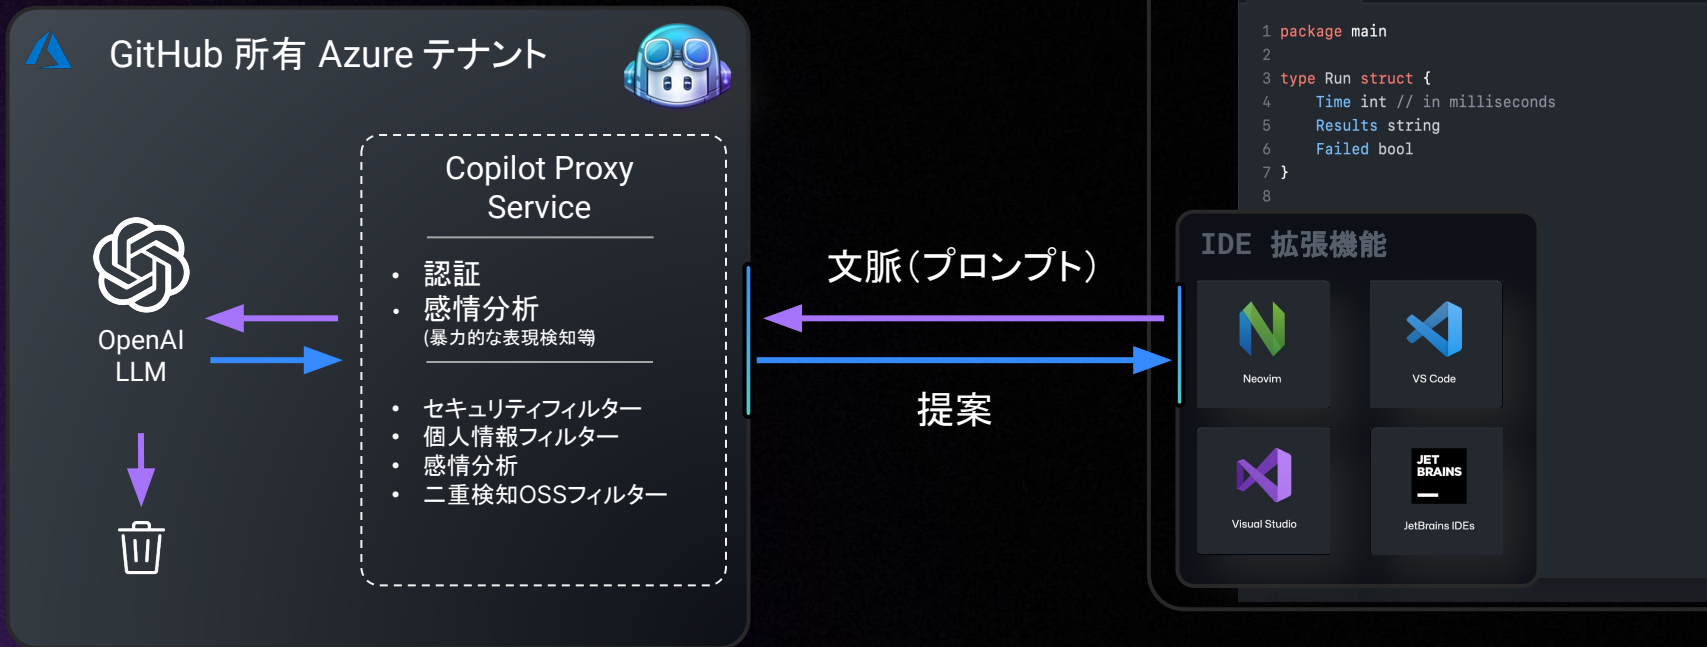 GitHub 所有 Azure テナント
Copilot Proxy
Service
・ 認証
・ 感情分析
(暴力的な表現検知等)
・ セキュリティフィルター
・ 個人情報フィルター
・ 感情分析
・ 二重検知OSSフィルター
OpenAI
LLM
文脈（プロンプト）
提案
1 package main
2
3 type Run struct {
4     Time int // in milliseconds
5     Results string
6     Failed bool
7 }
8
IDE 拡張機能
Neovim
VS Code
Visual Studio
JET
BRAINS
JetBrains IDEs